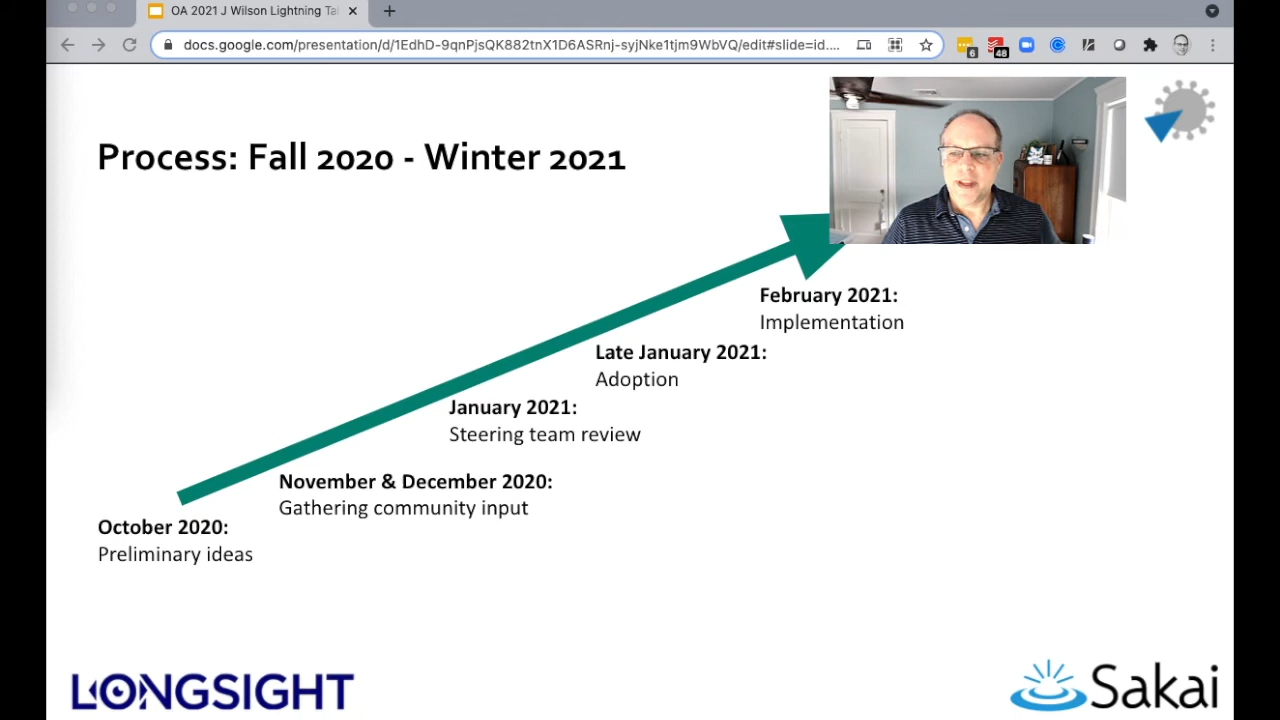 OA 2021 J Wilson Lightning Ta
docs.google.com/presentation/d/1EdhD-9qnPjsQK882tnX1D6ASRnj-syjNke1tjm9WbVQ/edit#slide=id....
6
48
Process: Fall 2020 - Winter 2021
February 2021:
Implementation
Late January 2021:
Adoption
January 2021:
Steering team review
November & December 2020:
Gathering community input
October 2020:
Preliminary ideas
LONGSIGHT
Sakai